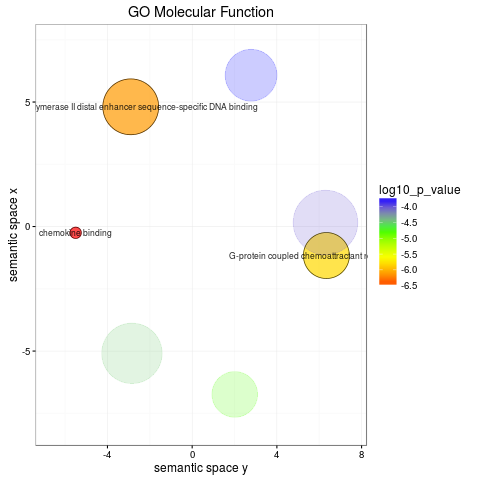 GO Molecular Function
semantic space x
5
0
-5
ymerase II distal enhancer sequence-specific DNA binding
chemokine binding
G-protein coupled chemoattractant r
-4
0
4
8
semantic space y
log10_p_value
-4.0
-4.5
-5.0
-5.5
-6.0
-6.5